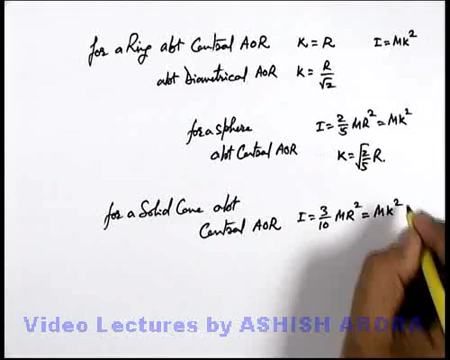 for a Ring abt Central AOR K = R I = MK²
abt Diametrical AOR K = R/√2
for a sphere I = 2/5 MR² = MK²
abt Central AOR K = √2/5 R.
for a Solid Cone abt
Central AOR I = 3/10 MR² = MK²
Video Lectures by ASHISH ARORA